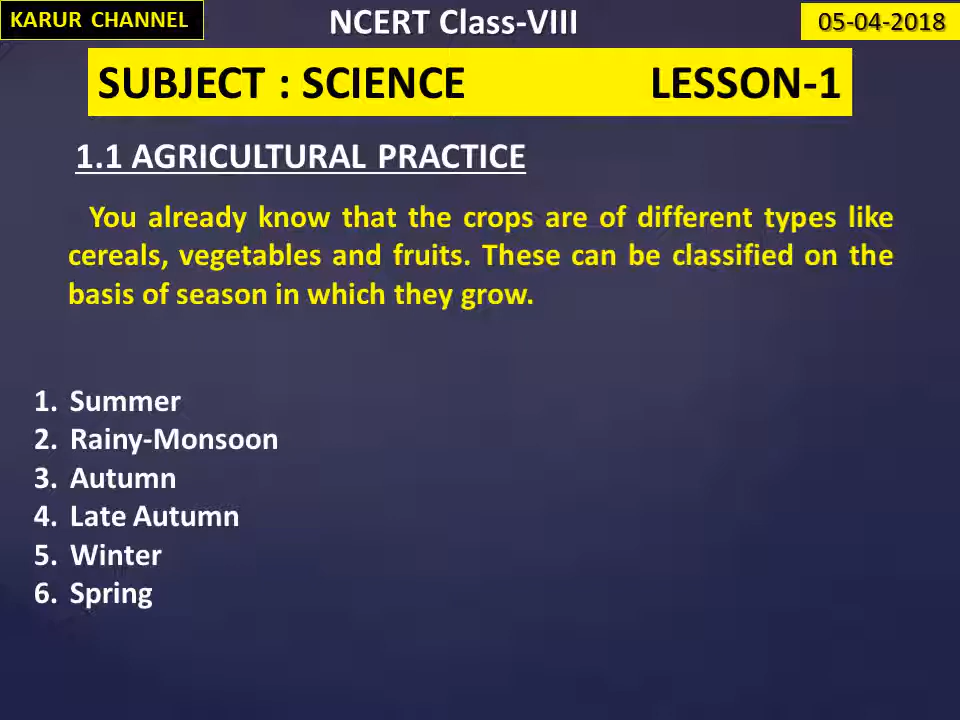 KARUR CHANNEL
NCERT Class-VIII
05-04-2018
SUBJECT : SCIENCE LESSON-1
1.1 AGRICULTURAL PRACTICE
You already know that the crops are of different types like
cereals, vegetables and fruits. These can be classified on the
basis of season in which they grow.
1. Summer
2. Rainy-Monsoon
3. Autumn
4. Late Autumn
5. Winter
6. Spring